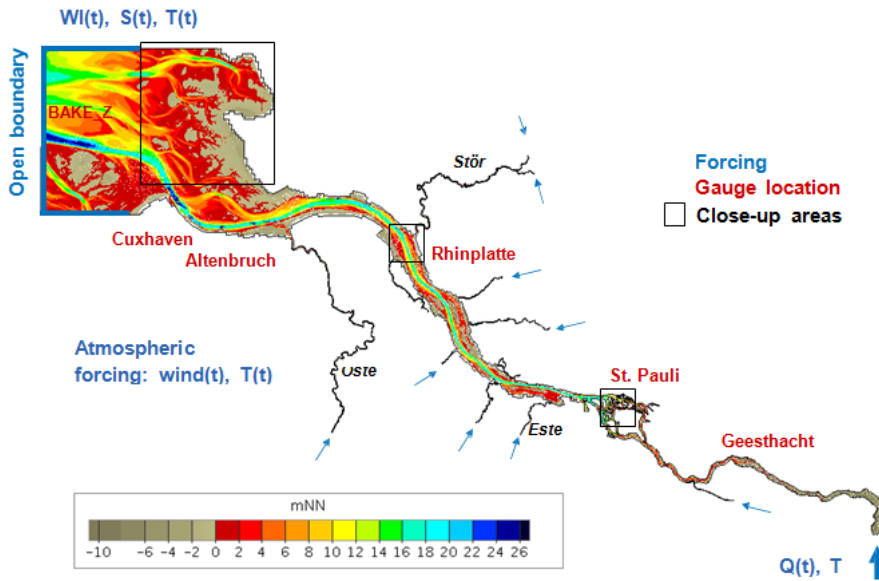 Wl(t), S(t), T(t)
Open boundary
BAKE_Z
Stör
Forcing
Gauge location
Close-up areas
Cuxhaven
Altenbruch
Rhinplatte
Atmospheric
forcing: wind(t), T(t)
Oste
St. Pauli
Este
Geesthacht
mNN
-10 -6 -4 -2 0 2 4 6 8 10 12 14 16 18 20 22 24 26
Q(t), T